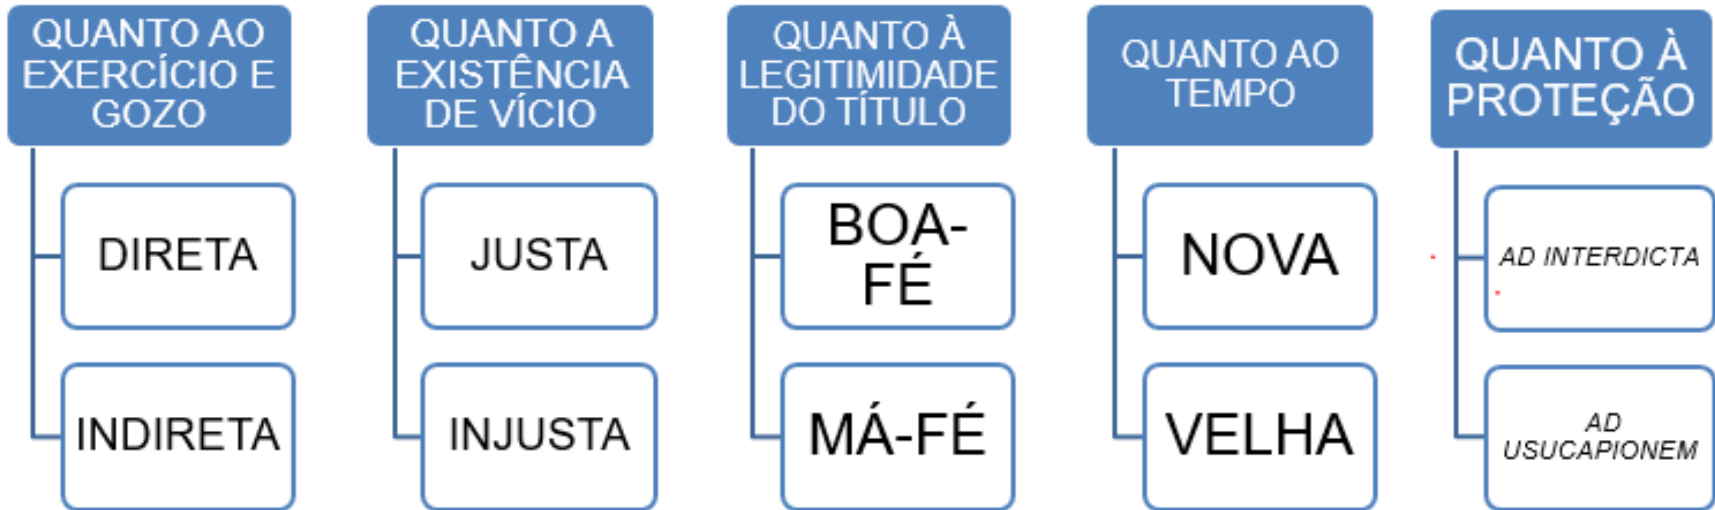 QUANTO AO
EXERCÍCIO E
GOZO
DIRETA
INDIRETA
QUANTO A
EXISTÊNCIA
DE VÍCIO
JUSTA
INJUSTA
QUANTO À
LEGITIMIDADE
DO TÍTULO
BOA-
FÉ
MÁ-FÉ
QUANTO AO
TEMPO
NOVA
VELHA
QUANTO À
PROTEÇÃO
AD INTERDICTA
AD
USUCAPIONEM